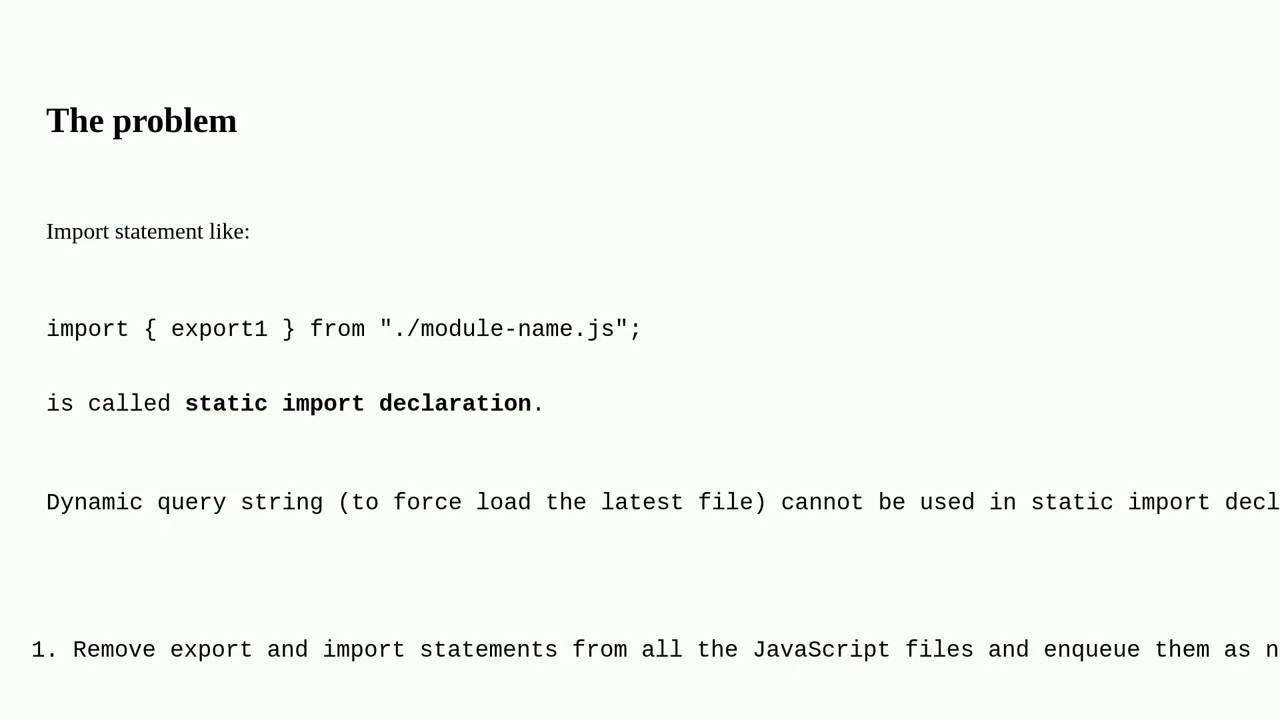 The problem
Import statement like:
import { export1 } from "./module-name.js";
is called static import declaration.
Dynamic query string (to force load the latest file) cannot be used in static import
1. Remove export and import statements from all the JavaScript files and enqueue them as